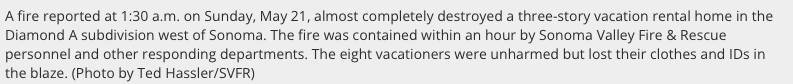 A fire reported at 1:30 a.m. on Sunday, May 21, almost completely destroyed a three-story vacation rental home in the
Diamond A subdivision west of Sonoma. The fire was contained within an hour by Sonoma Valley Fire & Rescue
personnel and other responding departments. The eight vacationers were unharmed but lost their clothes and IDs in
the blaze. (Photo by Ted Hassler/SVFR)